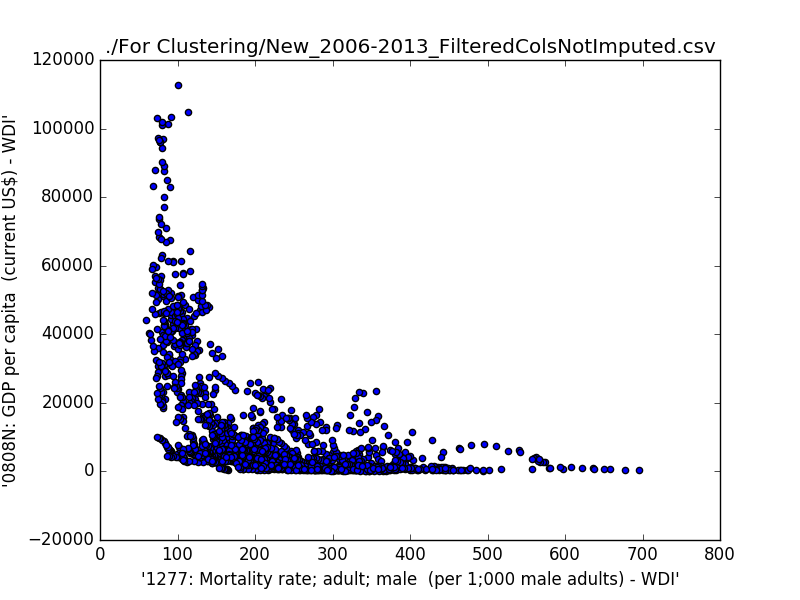 ./For Clustering/New_2006-2013_FilteredColsNotImputed.csv
120000
100000
80000
60000
40000
20000
0
−20000
'0808N: GDP per capita  (current US$) - WDI'
0 100 200 300 400 500 600 700 800
'1277: Mortality rate; adult; male  (per 1;000 male adults) - WDI'